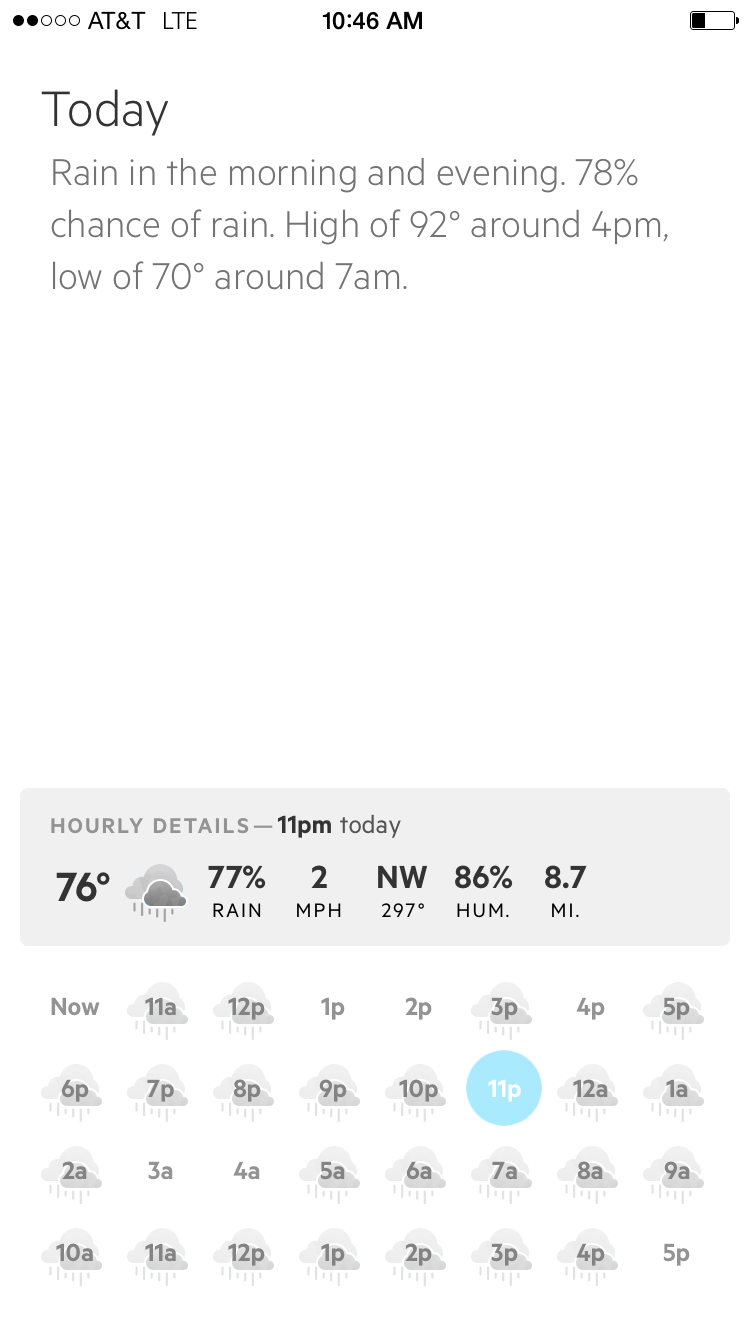 AT&T LTE 10:46 AM
Today
Rain in the morning and evening. 78%
chance of rain. High of 92° around 4pm,
low of 70° around 7am.
HOURLY DETAILS — 11pm today
76° 77% 2 NW 86% 8.7
RAIN MPH 297° HUM. MI.
Now 11a 12p 1p 2p 3p 4p 5p
6p 7p 8p 9p 10p 11p 12a 1a
2a 3a 4a 5a 6a 7a 8a 9a
10a 11a 12p 1p 2p 3p 4p 5p